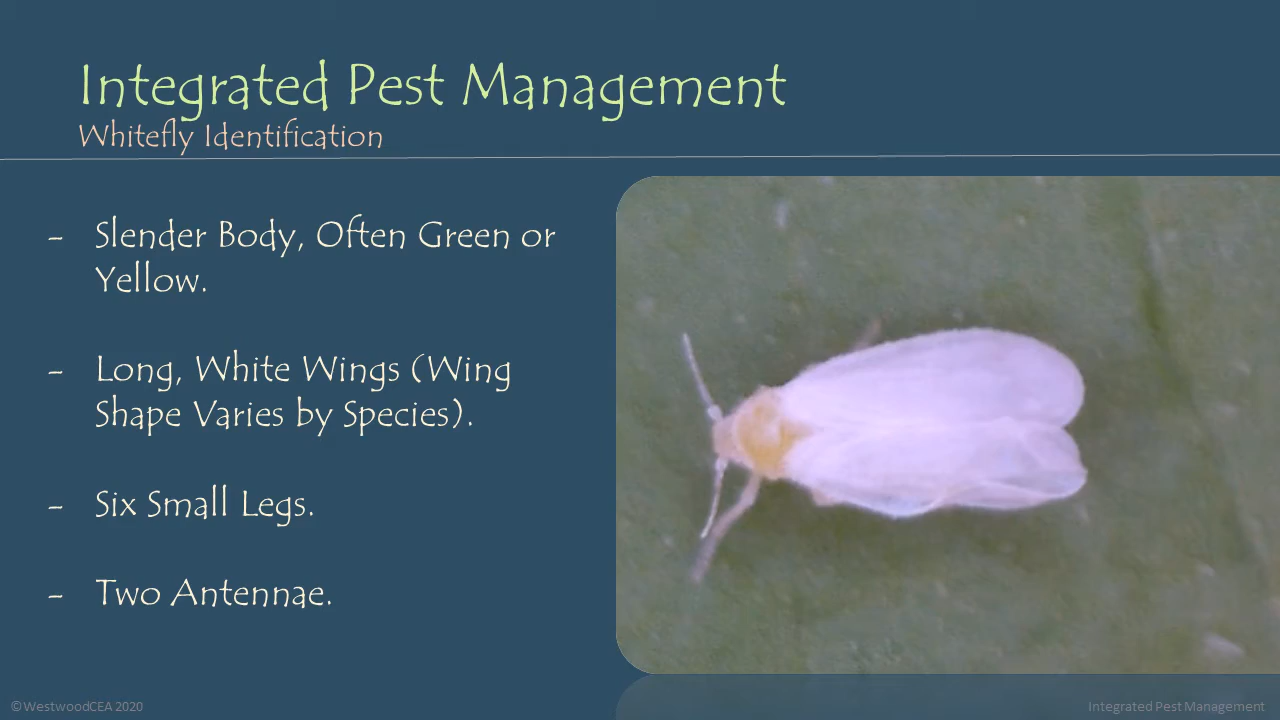 Integrated Pest Management
Whitefly Identification
- Slender Body, Often Green or
Yellow.
- Long, White Wings (Wing
Shape Varies by Species).
- Six Small Legs.
- Two Antennae.
©WestwoodCEA 2020
Integrated Pest Management